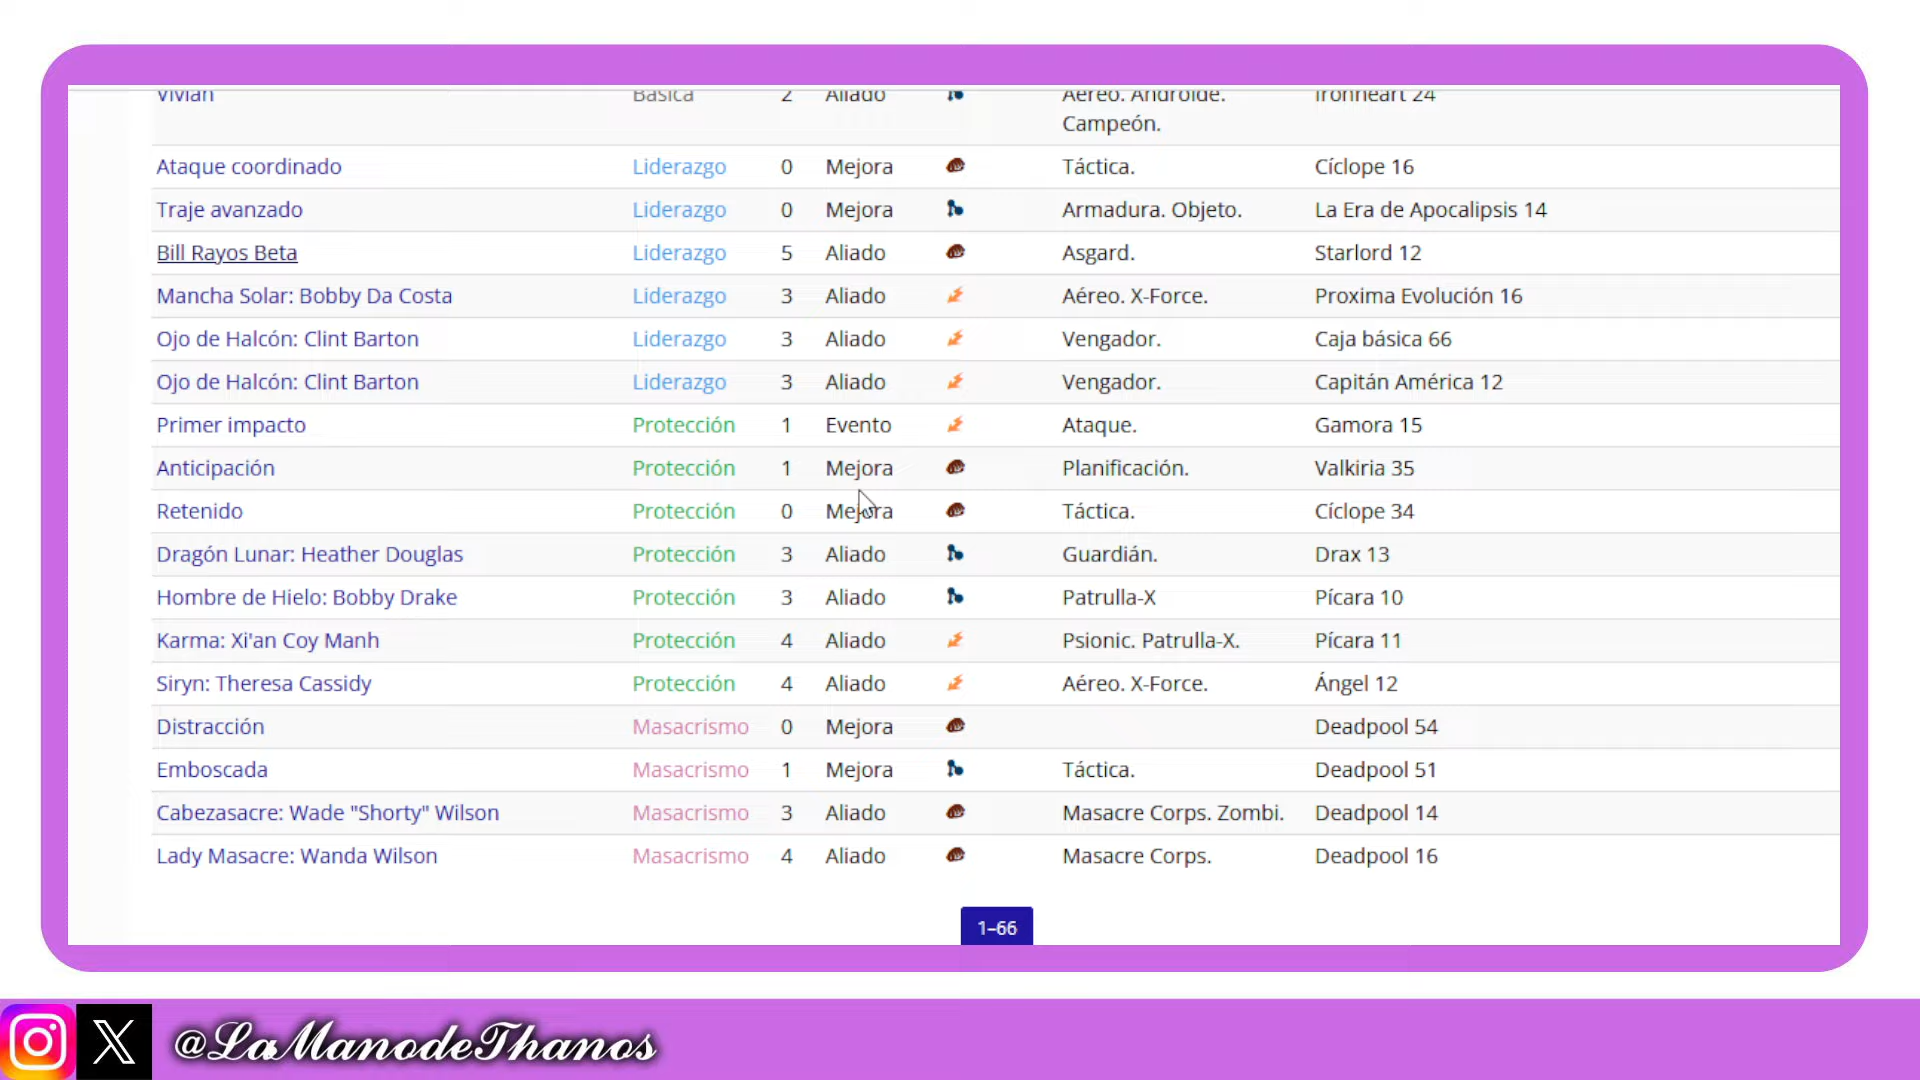 Vivian Básica 2 Aliado Aéreo. Androide. Ironheart 24
Campeón.
Ataque coordinado Liderazgo 0 Mejora Táctica. Cíclope 16
Traje avanzado Liderazgo 0 Mejora Armadura. Objeto. La Era de Apocalipsis 14
Bill Rayos Beta Liderazgo 5 Aliado Asgard. Starlord 12
Mancha Solar: Bobby Da Costa Liderazgo 3 Aliado Aéreo. X-Force. Proxima Evolución 16
Ojo de Halcón: Clint Barton Liderazgo 3 Aliado Vengador. Caja básica 66
Ojo de Halcón: Clint Barton Liderazgo 3 Aliado Vengador. Capitán América 12
Primer impacto Protección 1 Evento Ataque. Gamora 15
Anticipación Protección 1 Mejora Planificación. Valkiria 35
Retenido Protección 0 Mejora Táctica. Cíclope 34
Dragón Lunar: Heather Douglas Protección 3 Aliado Guardián. Drax 13
Hombre de Hielo: Bobby Drake Protección 3 Aliado Patrulla-X Pícara 10
Karma: Xi'an Coy Manh Protección 4 Aliado Psionic. Patrulla-X. Pícara 11
Siryn: Theresa Cassidy Protección 4 Aliado Aéreo. X-Force. Ángel 12
Distracción Masacrismo 0 Mejora Deadpool 54
Emboscada Masacrismo 1 Mejora Táctica. Deadpool 51
Cabezasacre: Wade "Shorty" Wilson Masacrismo 3 Aliado Masacre Corps. Zombi. Deadpool 14
Lady Masacre: Wanda Wilson Masacrismo 4 Aliado Masacre Corps. Deadpool 16
1–66
@LaManodeThanos